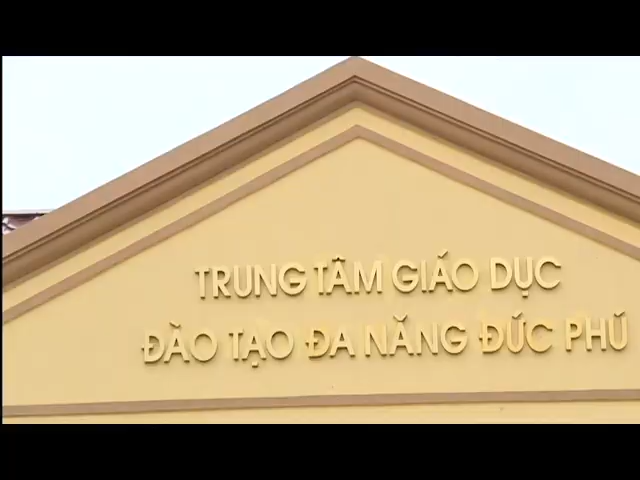 TRUNG TÂM GIÁO DỤC
ĐÀO TẠO ĐA NĂNG ĐỨC PHÚ